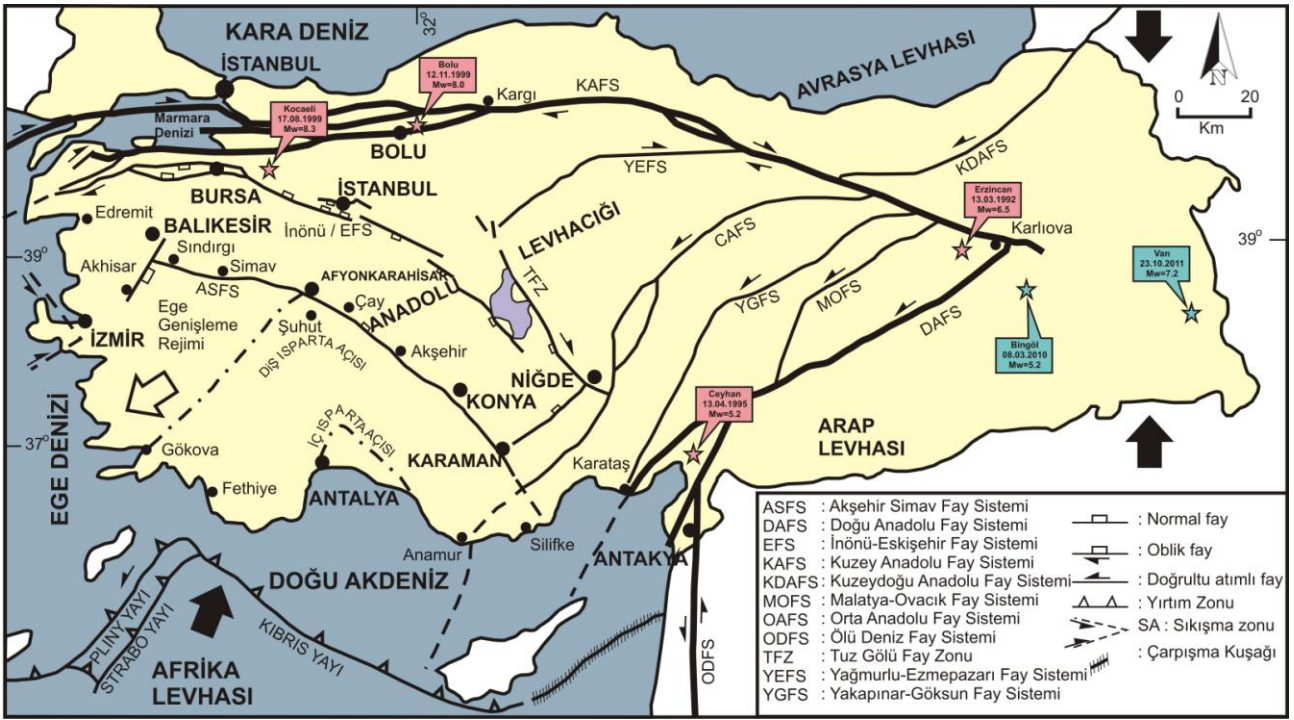 KARA DENİZ
32°
AVRASYA LEVHASI
N
0 20
Km
İSTANBUL
Bolu
12.11.1999
Mw=8.0
Kargı
KAFS
Kocaeli
17.08.1999
Mw=8.3
Marmara
Denizi
BOLU
YEFS
KDAFS
BURSA
İSTANBUL
İnönü / EFS
Erzincan
13.03.1992
Mw=6.5
Karlıova
Edremit
BALIKESİR
LEVHACIĞI
CAFS
39°
39°
Sındırgı
Simav
Akhisar
ASFS
AFYONKARAHİSAR
TFZ
Van
23.10.2011
Mw=7.2
Ege
Genişleme
Rejimi
Çay
ANADOLU
YGFS
MOFS
DAFS
İZMİR
Şuhut
DIŞ ISPARTA AÇISI
Akşehir
Bingöl
08.03.2010
Mw=5.2
NİĞDE
KONYA
Ceyhan
13.04.1995
Mw=5.2
EGE DENİZİ
İÇ ISPARTA AÇISI
ARAP
LEVHASI
37°
37°
Gökova
KARAMAN
Karataş
Fethiye
ANTALYA
Anamur
Silifke
ANTAKYA
DOĞU AKDENİZ
PLINY YAYI
STRABO YAYI
KIBRIS YAYI
AFRİKA
LEVHASI
ODFS
ASFS : Akşehir Simav Fay Sistemi
DAFS : Doğu Anadolu Fay Sistemi
EFS : İnönü-Eskişehir Fay Sistemi
KAFS : Kuzey Anadolu Fay Sistemi
KDAFS : Kuzeydoğu Anadolu Fay Sistemi
MOFS : Malatya-Ovacık Fay Sistemi
OAFS : Orta Anadolu Fay Sistemi
ODFS : Ölü Deniz Fay Sistemi
TFZ : Tuz Gölü Fay Zonu
YEFS : Yağmurlu-Ezmepazarı Fay Sistemi
YGFS : Yakapınar-Göksun Fay Sistemi
: Normal fay
: Oblik fay
: Doğrultu atımlı fay
: Yırtım Zonu
SA : Sıkışma zonu
: Çarpışma Kuşağı